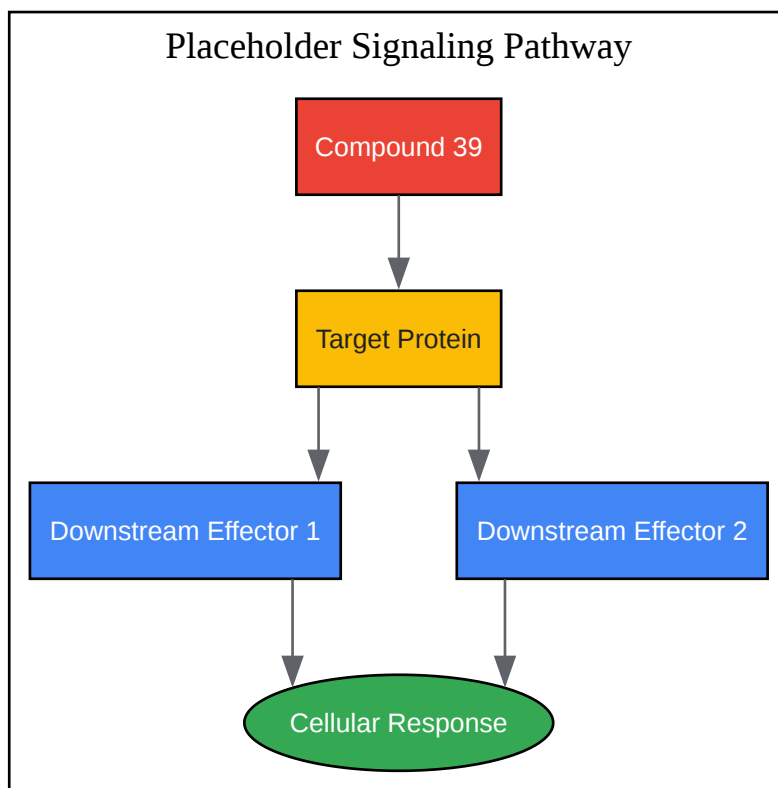 Placeholder Signaling Pathway
Compound 39
Target Protein
Downstream Effector 1
Downstream Effector 2
Cellular Response